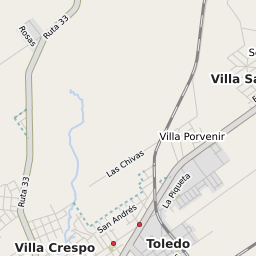 Rosas
Ruta 33
Villa Sa
Villa Porvenir
Las Chivas
La Piqueta
Ruta 33
San Andrés
Villa Crespo
Toledo